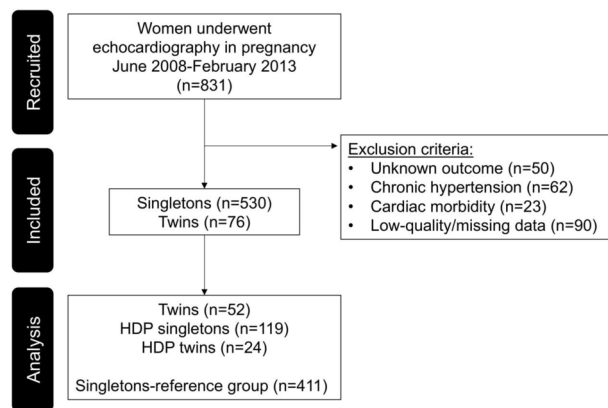 Recruited
Women underwent
echocardiography in pregnancy
June 2008-February 2013
(n=831)
Exclusion criteria:
• Unknown outcome (n=50)
• Chronic hypertension (n=62)
• Cardiac morbidity (n=23)
• Low-quality/missing data (n=90)
Included
Singletons (n=530)
Twins (n=76)
Analysis
Twins (n=52)
HDP singletons (n=119)
HDP twins (n=24)
Singletons-reference group (n=411)